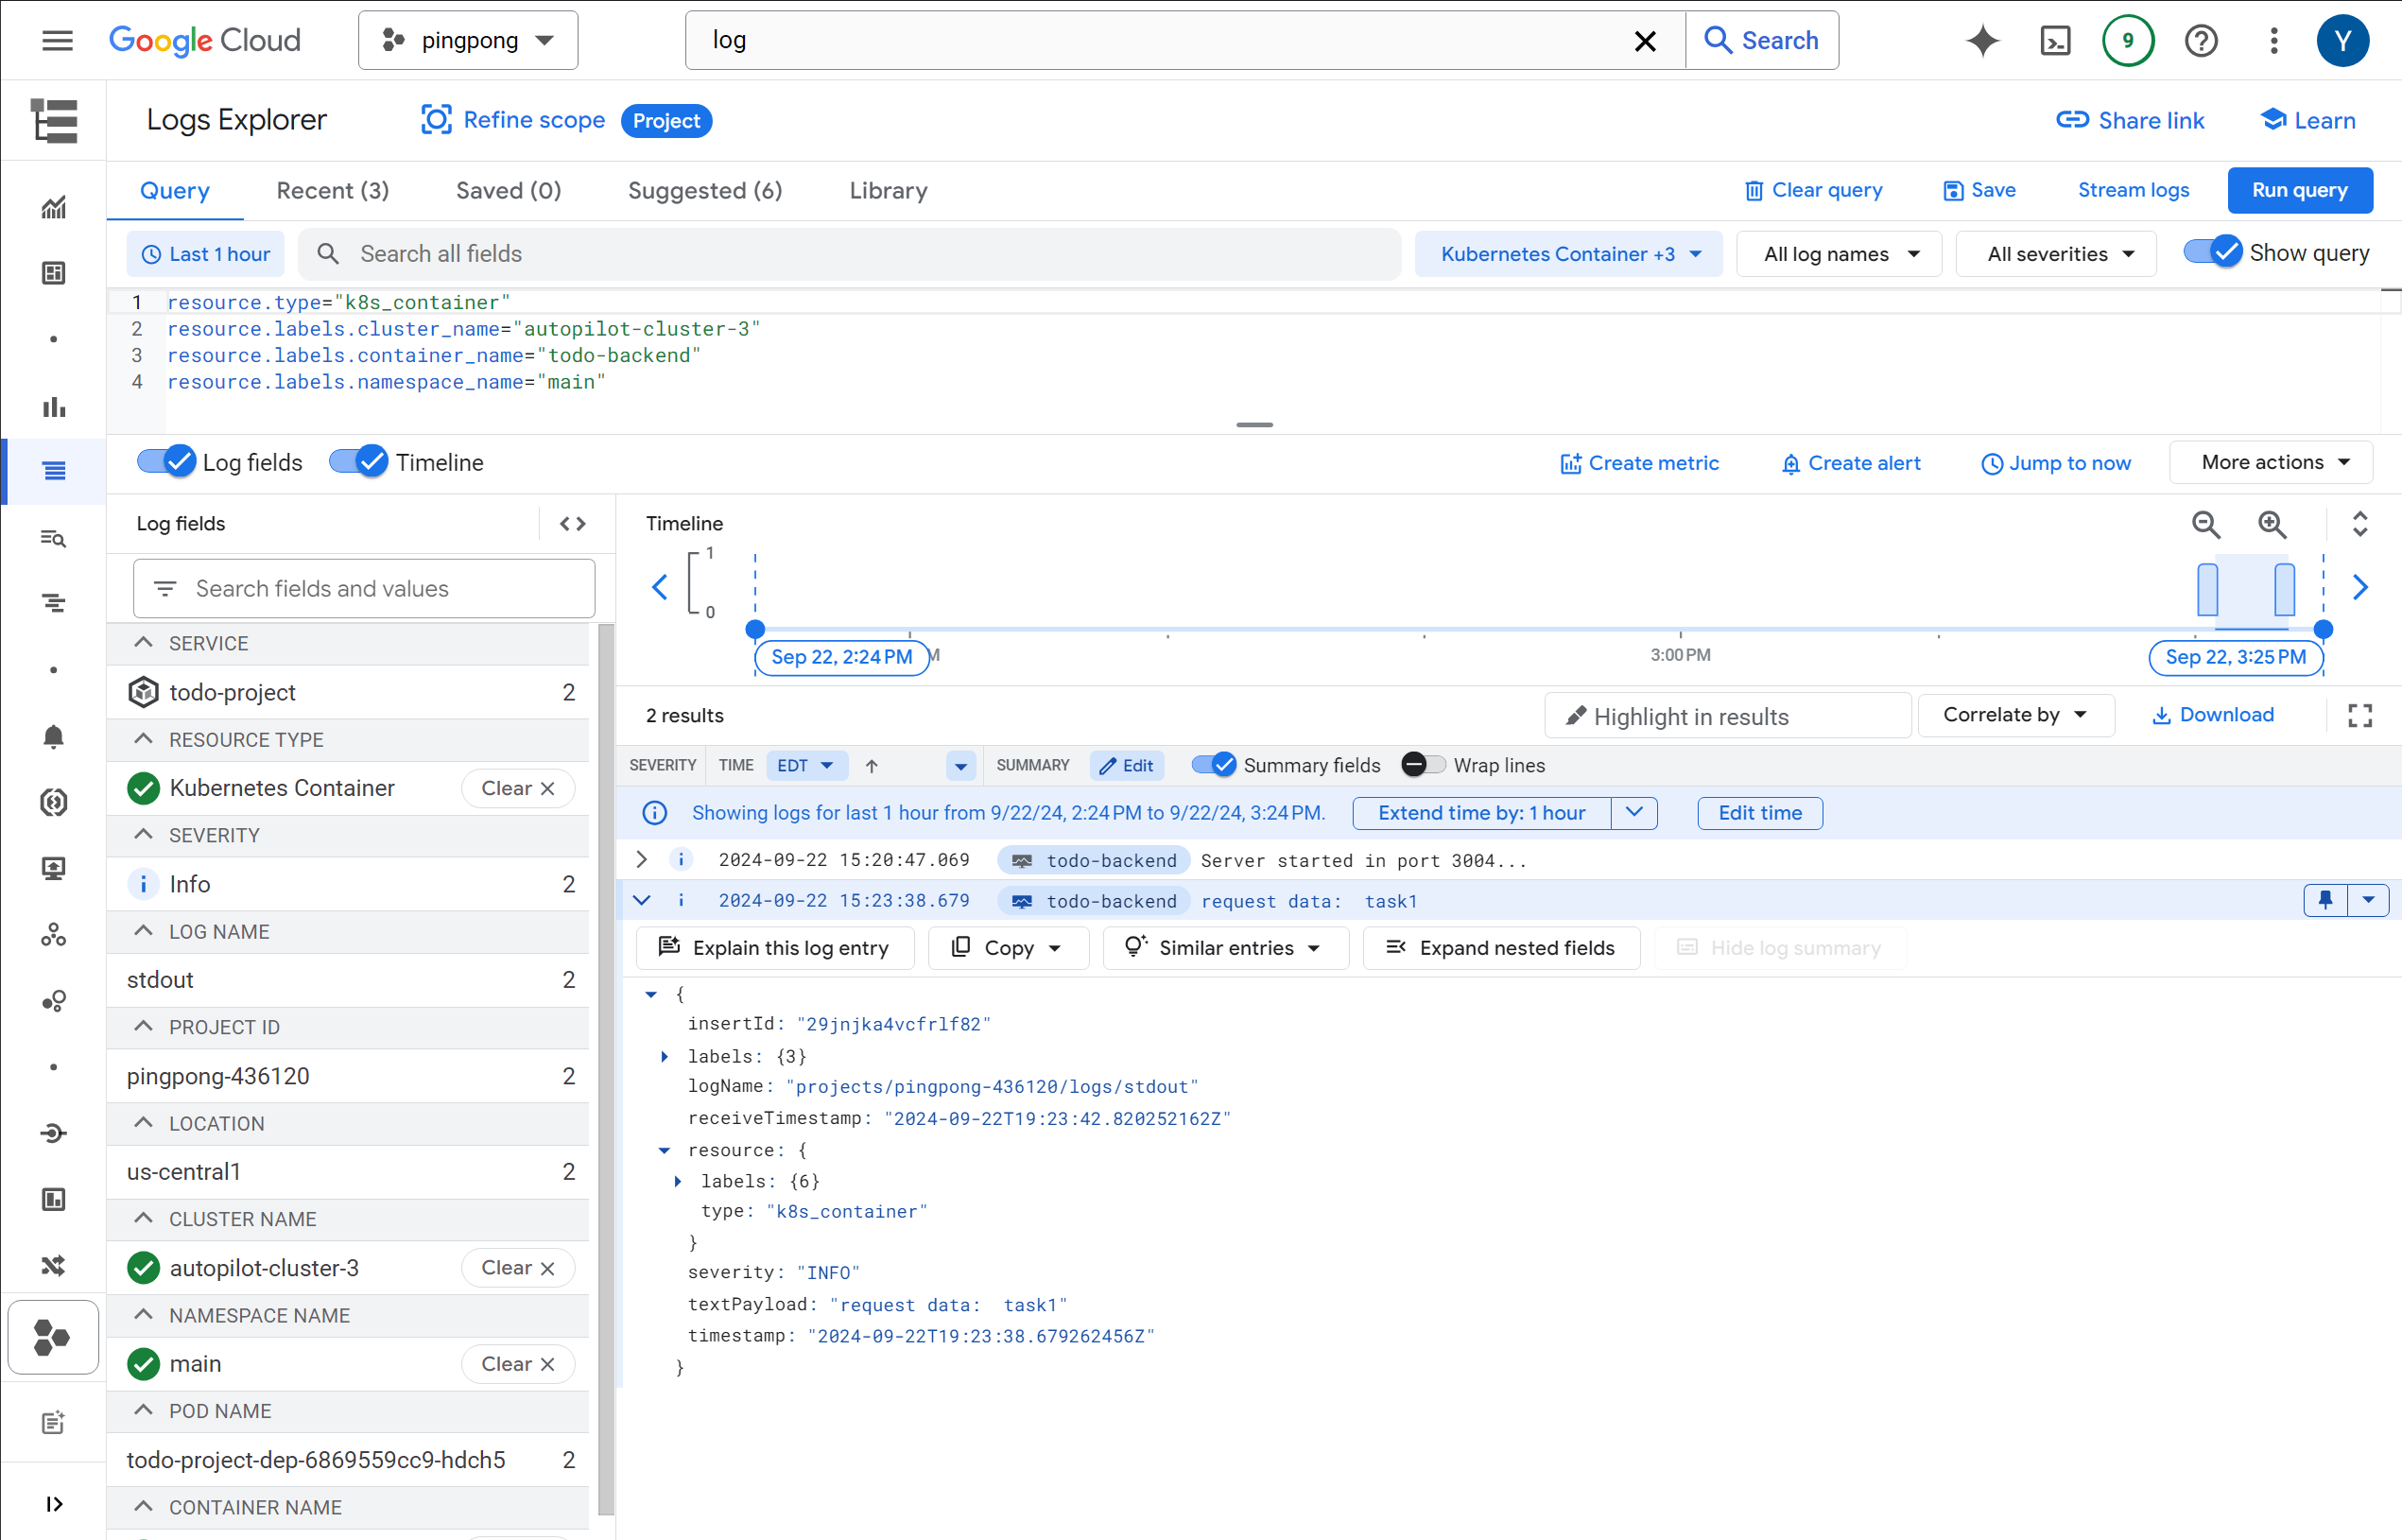 Google Cloud
pingpong
log
Search
9
Y
Logs Explorer
Refine scope
Project
Share link
Learn
Query
Recent (3)
Saved (0)
Suggested (6)
Library
Clear query
Save
Stream logs
Run query
Last 1 hour
Search all fields
Kubernetes Container +3
All log names
All severities
Show query
1 resource.type="k8s_container"
2 resource.labels.cluster_name="autopilot-cluster-3"
3 resource.labels.container_name="todo-backend"
4 resource.labels.namespace_name="main"
Log fields
Timeline
Create metric
Create alert
Jump to now
More actions
Log fields
Search fields and values
SERVICE
todo-project 2
RESOURCE TYPE
Kubernetes Container Clear
SEVERITY
Info 2
LOG NAME
stdout 2
PROJECT ID
pingpong-436120 2
LOCATION
us-central1 2
CLUSTER NAME
autopilot-cluster-3 Clear
NAMESPACE NAME
main Clear
POD NAME
todo-project-dep-6869559cc9-hdch5 2
CONTAINER NAME
Timeline
1
0
Sep 22, 2:24 PM
M
3:00 PM
Sep 22, 3:25 PM
2 results
Highlight in results
Correlate by
Download
SEVERITY
TIME
EDT
SUMMARY
Edit
Summary fields
Wrap lines
Showing logs for last 1 hour from 9/22/24, 2:24 PM to 9/22/24, 3:24 PM.
Extend time by: 1 hour
Edit time
2024-09-22 15:20:47.069 todo-backend Server started in port 3004...
2024-09-22 15:23:38.679 todo-backend request data:  task1
Explain this log entry
Copy
Similar entries
Expand nested fields
Hide log summary
{
insertId: "29jnjka4vcfrlf82"
labels: {3}
logName: "projects/pingpong-436120/logs/stdout"
receiveTimestamp: "2024-09-22T19:23:42.820252162Z"
resource: {
labels: {6}
type: "k8s_container"
}
severity: "INFO"
textPayload: "request data:  task1"
timestamp: "2024-09-22T19:23:38.679262456Z"
}